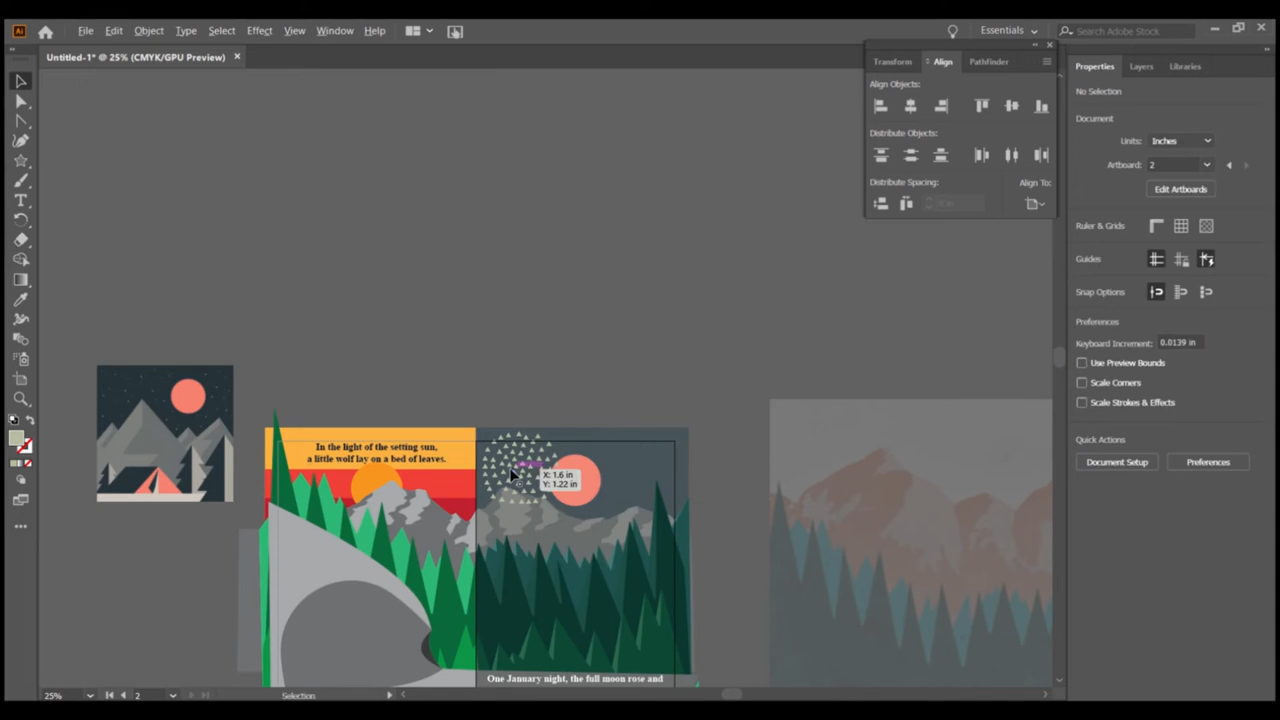 Ai File Edit Object Type Select Effect View Window Help Essentials Search Adobe Stock
Untitled-1* @ 25% (CMYK/GPU Preview) ×
Transform Align Pathfinder
Align Objects:
Distribute Objects:
Distribute Spacing: Align To:
0 in
Properties Layers Libraries
No Selection
Document
Units: Inches
Artboard: 2
Edit Artboards
Ruler & Grids
Guides
Snap Options
Preferences
Keyboard Increment: 0.0139 in
Use Preview Bounds
Scale Corners
Scale Strokes & Effects
Quick Actions
Document Setup Preferences
In the light of the setting sun,
a little wolf lay on a bed of leaves.
X: 1.6 in
Y: 1.22 in
One January night, the full moon rose and
25% 2 Selection